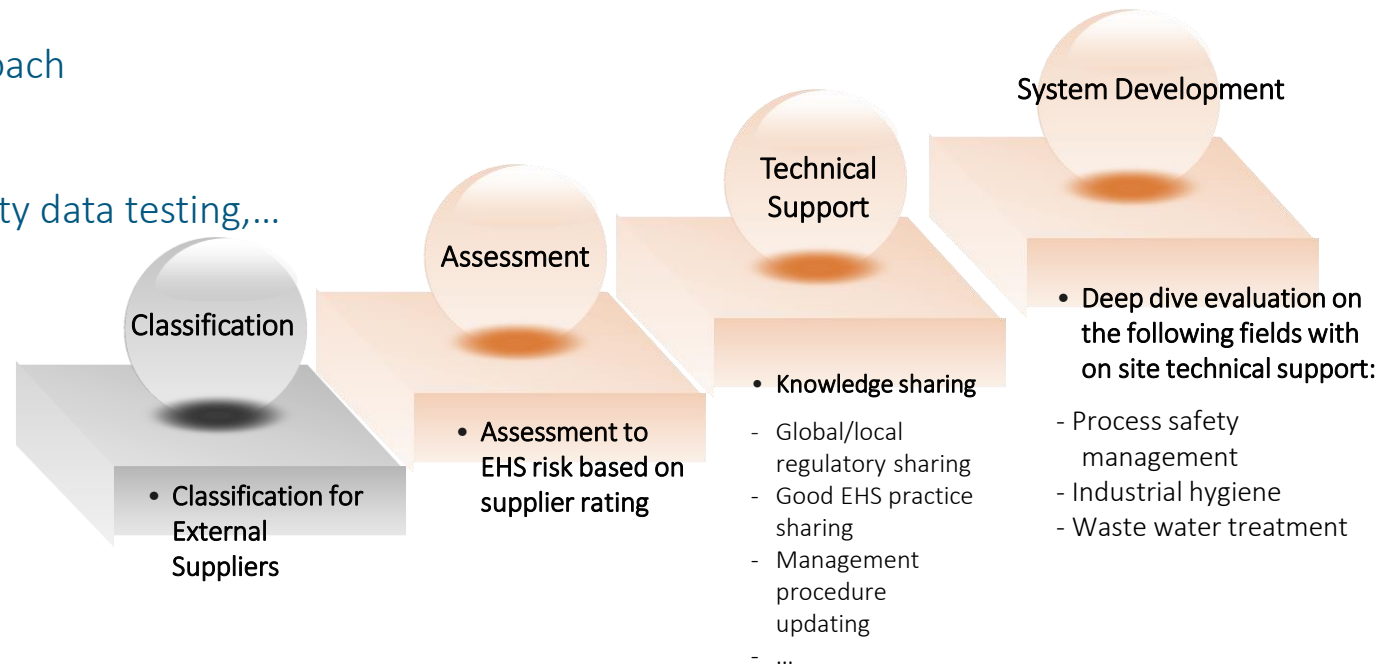 oach
ty data testing,...
Classification
• Classification for
External
Suppliers
Assessment
• Assessment to
EHS risk based on
supplier rating
Technical
Support
• Knowledge sharing
- Global/local
regulatory sharing
- Good EHS practice
sharing
- Management
procedure
updating
- ...
System Development
• Deep dive evaluation on
the following fields with
on site technical support:
- Process safety
management
- Industrial hygiene
- Waste water treatment